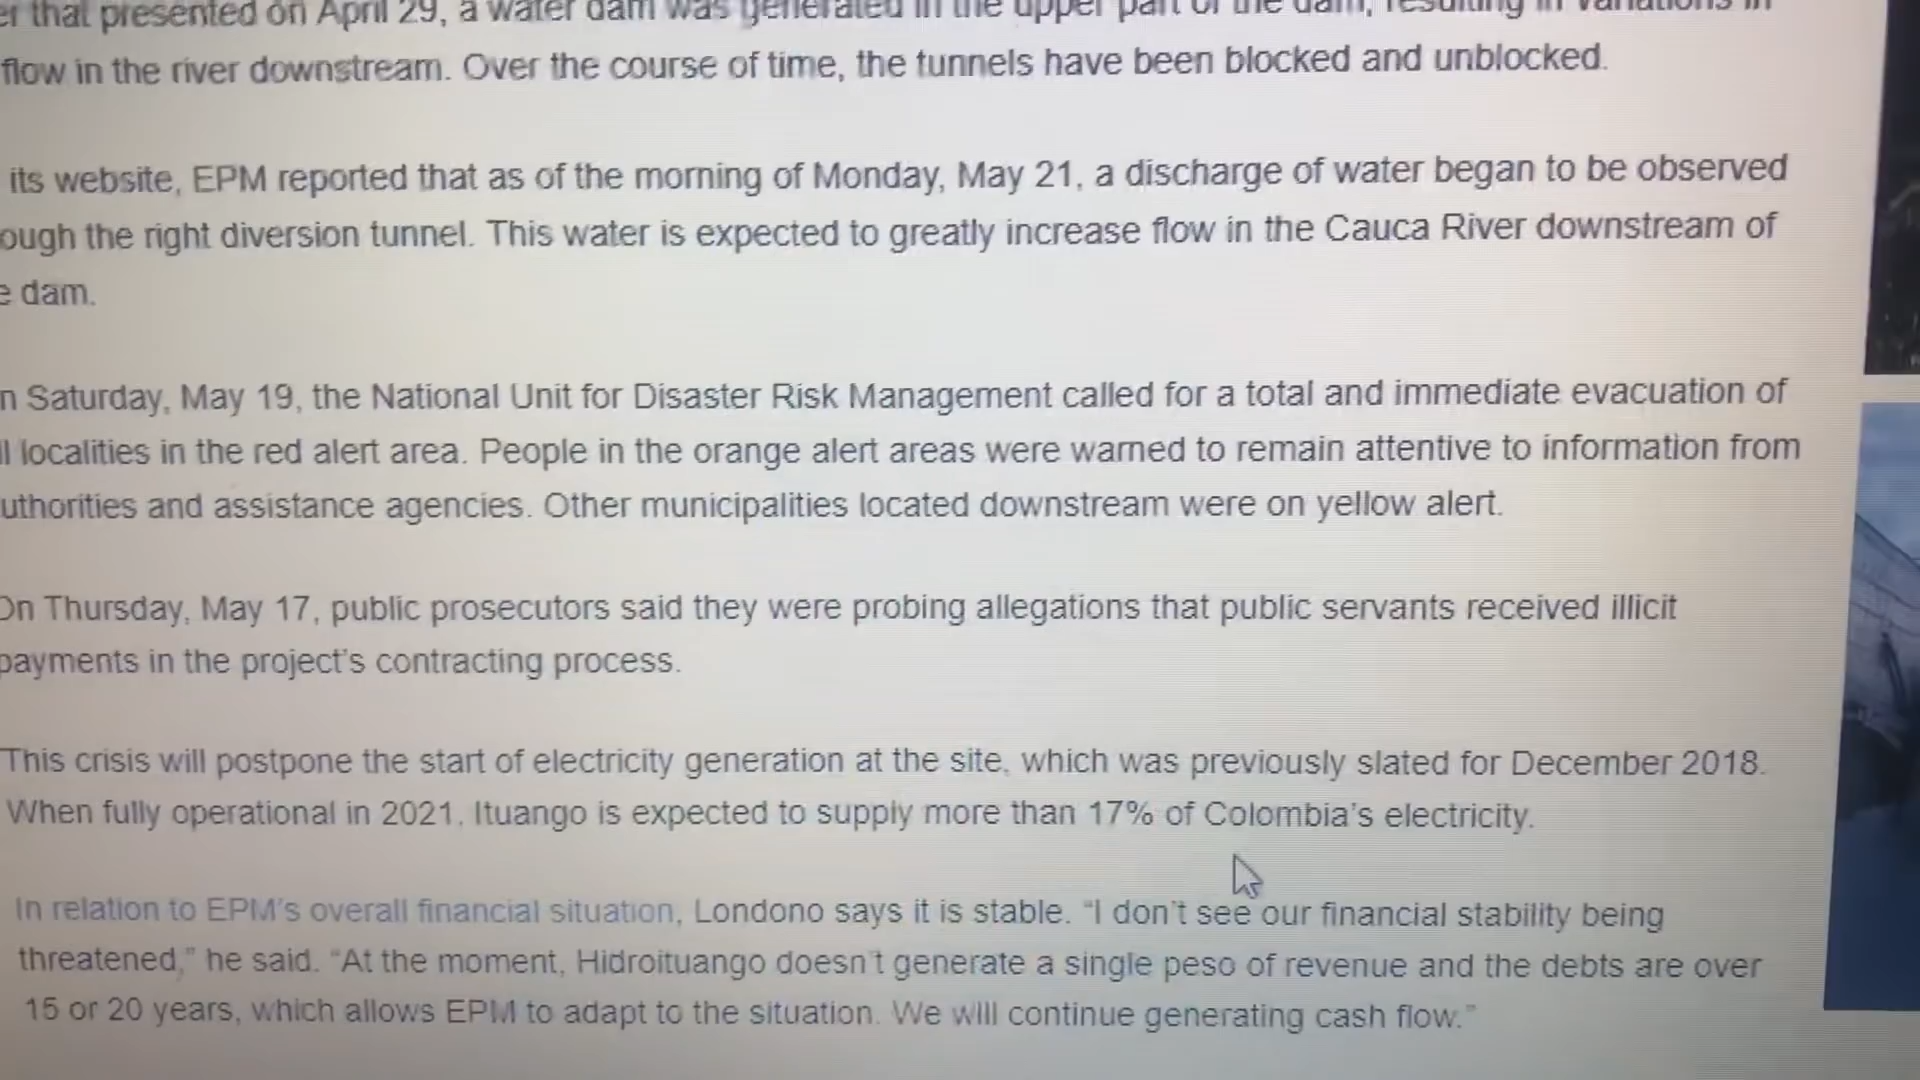 er that presented on April 29, a water dam was generated in the upper part of the dam, resulting in variations in
flow in the river downstream. Over the course of time, the tunnels have been blocked and unblocked.
its website, EPM reported that as of the morning of Monday, May 21, a discharge of water began to be observed
ough the right diversion tunnel. This water is expected to greatly increase flow in the Cauca River downstream of
e dam.
n Saturday, May 19, the National Unit for Disaster Risk Management called for a total and immediate evacuation of
ll localities in the red alert area. People in the orange alert areas were warned to remain attentive to information from
uthorities and assistance agencies. Other municipalities located downstream were on yellow alert.
On Thursday, May 17, public prosecutors said they were probing allegations that public servants received illicit
payments in the project's contracting process.
This crisis will postpone the start of electricity generation at the site, which was previously slated for December 2018.
When fully operational in 2021, Ituango is expected to supply more than 17% of Colombia's electricity.
In relation to EPM's overall financial situation, Londono says it is stable. "I don't see our financial stability being
threatened," he said. "At the moment, Hidroituango doesn't generate a single peso of revenue and the debts are over
15 or 20 years, which allows EPM to adapt to the situation. We will continue generating cash flow."